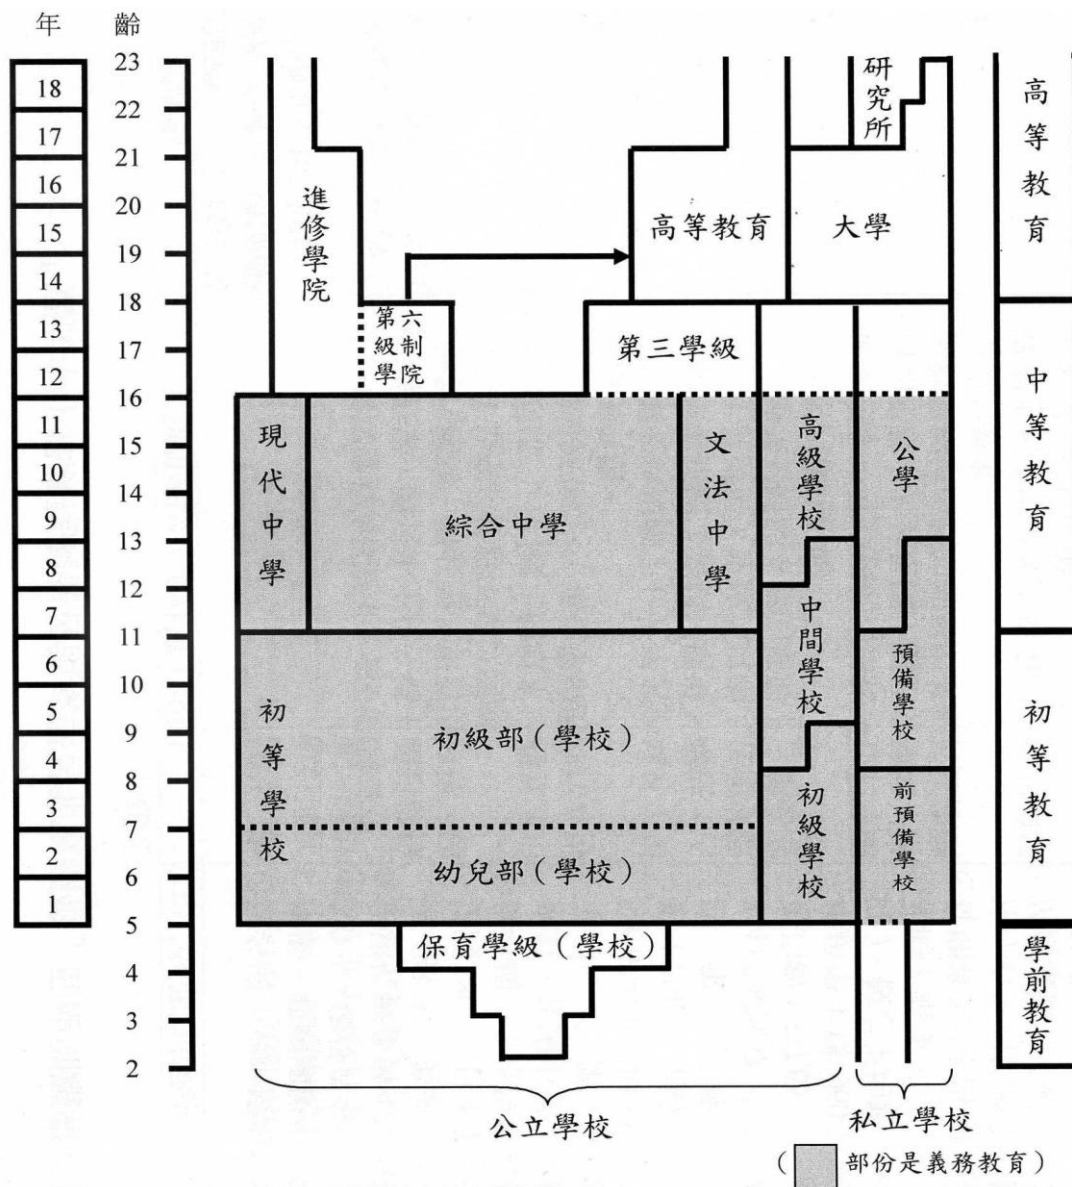 年
齡
23
22
21
20
19
18
17
16
15
14
13
12
11
10
9
8
7
6
5
4
3
2
18
17
16
15
14
13
12
11
10
9
8
7
6
5
4
3
2
1
研究所
進修學院
高等教育
大學
第六
級制
學院
第三學級
現代中學
綜合中學
文法中學
高級學校
公學
中間學校
預備學校
初等學校
初級部（學校）
幼兒部（學校）
初級學校
前預備學校
保育學級（學校）
高等教育
中等教育
初等教育
學前教育
公立學校
私立學校
（ 部份是義務教育）